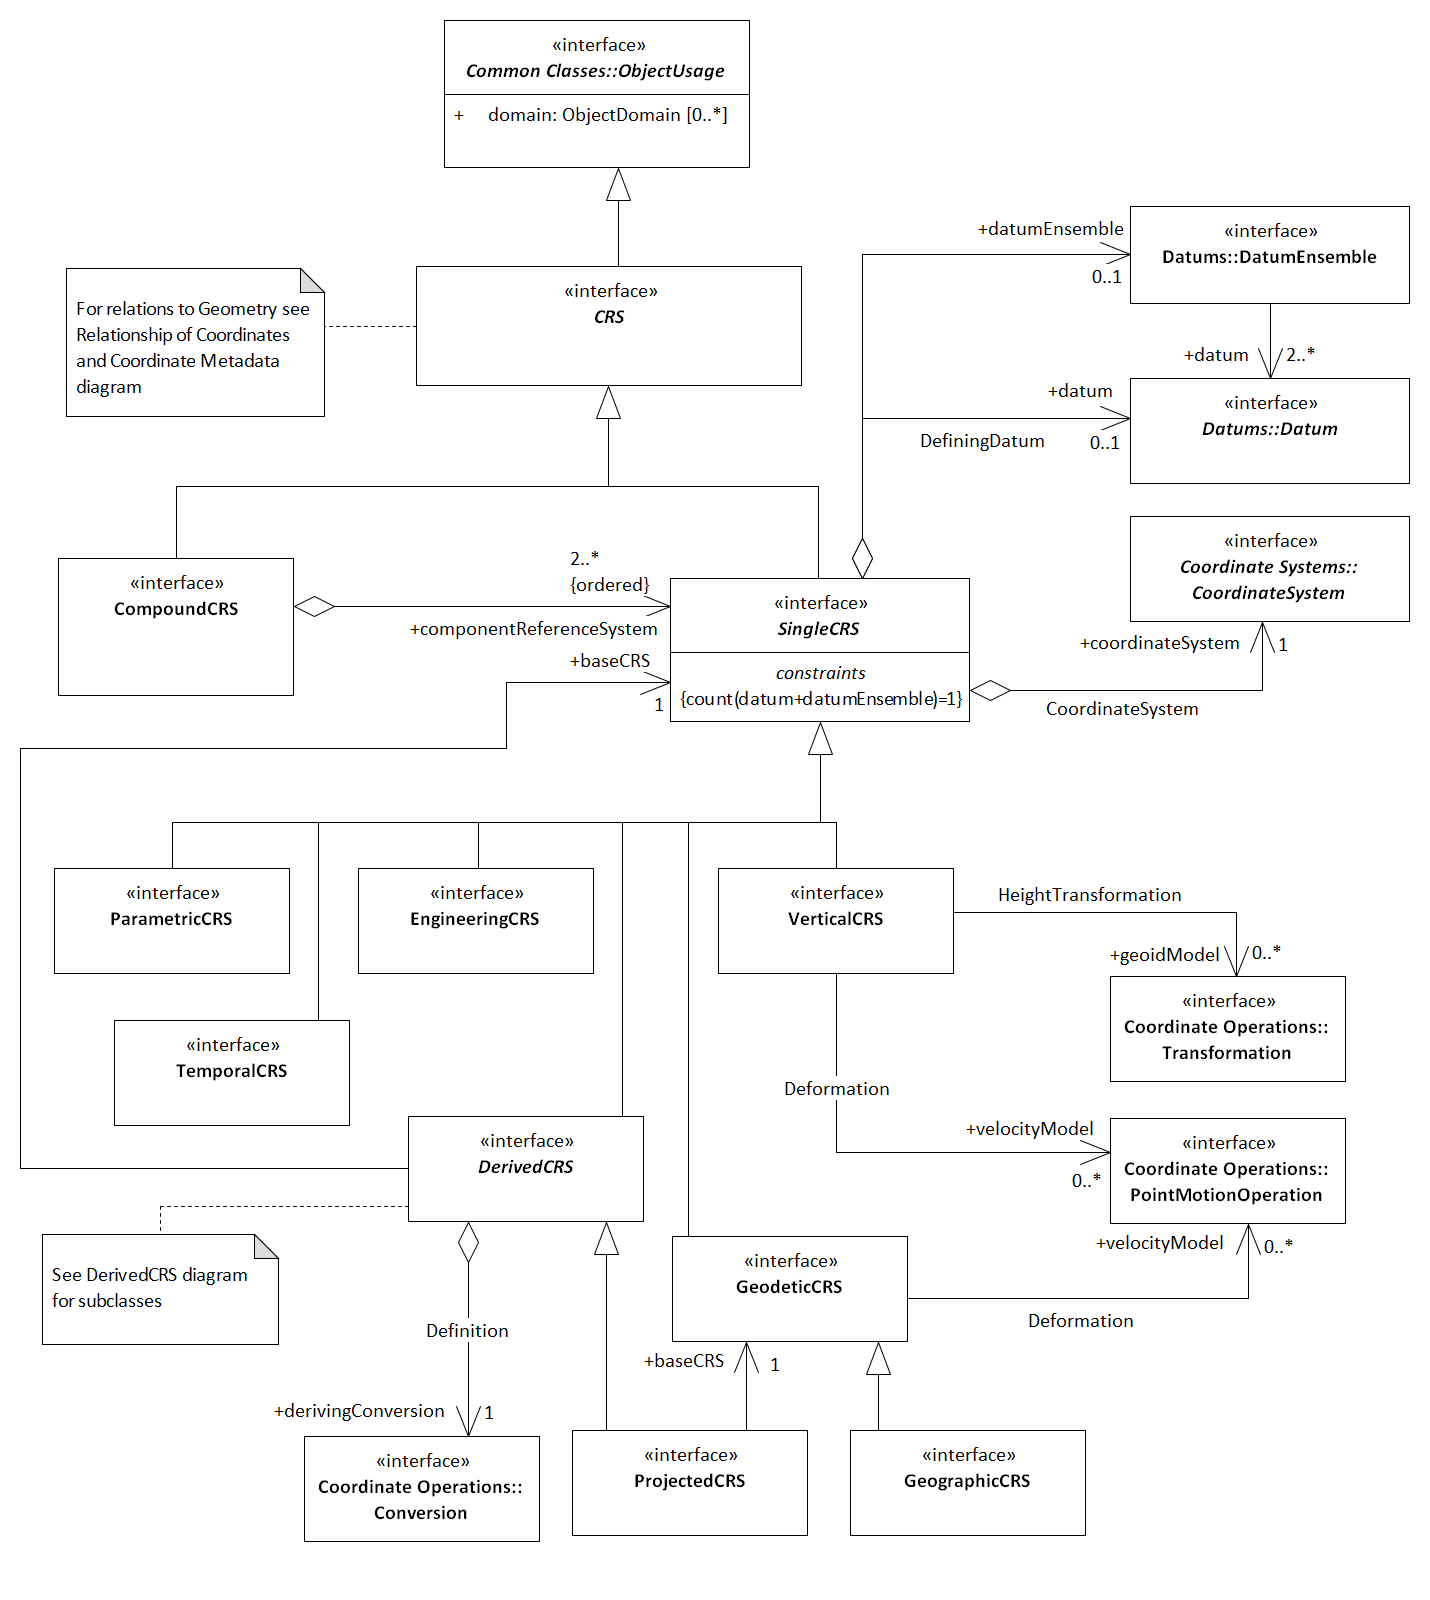 «interface»
Common Classes::ObjectUsage
+ domain: ObjectDomain [0..*]
«interface»
CRS
For relations to Geometry see
Relationship of Coordinates
and Coordinate Metadata
diagram
+datumEnsemble
0..1
«interface»
Datums::DatumEnsemble
+datum
2..*
+datum
DefiningDatum
0..1
«interface»
Datums::Datum
«interface»
Coordinate Systems::
CoordinateSystem
+coordinateSystem
1
CoordinateSystem
«interface»
CompoundCRS
2..*
{ordered}
+componentReferenceSystem
+baseCRS
1
«interface»
SingleCRS
constraints
{count(datum+datumEnsemble)=1}
«interface»
ParametricCRS
«interface»
EngineeringCRS
«interface»
VerticalCRS
HeightTransformation
+geoidModel
0..*
«interface»
Coordinate Operations::
Transformation
«interface»
TemporalCRS
Deformation
+velocityModel
0..*
«interface»
Coordinate Operations::
PointMotionOperation
+velocityModel
0..*
«interface»
DerivedCRS
See DerivedCRS diagram
for subclasses
«interface»
GeodeticCRS
Deformation
Definition
+baseCRS
1
+derivingConversion
1
«interface»
Coordinate Operations::
Conversion
«interface»
ProjectedCRS
«interface»
GeographicCRS